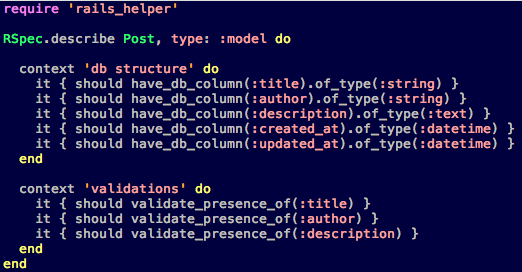 require 'rails_helper'

RSpec.describe Post, type: :model do

  context 'db structure' do
    it { should have_db_column(:title).of_type(:string) }
    it { should have_db_column(:author).of_type(:string) }
    it { should have_db_column(:description).of_type(:text) }
    it { should have_db_column(:created_at).of_type(:datetime) }
    it { should have_db_column(:updated_at).of_type(:datetime) }
  end

  context 'validations' do
    it { should validate_presence_of(:title) }
    it { should validate_presence_of(:author) }
    it { should validate_presence_of(:description) }
  end
end